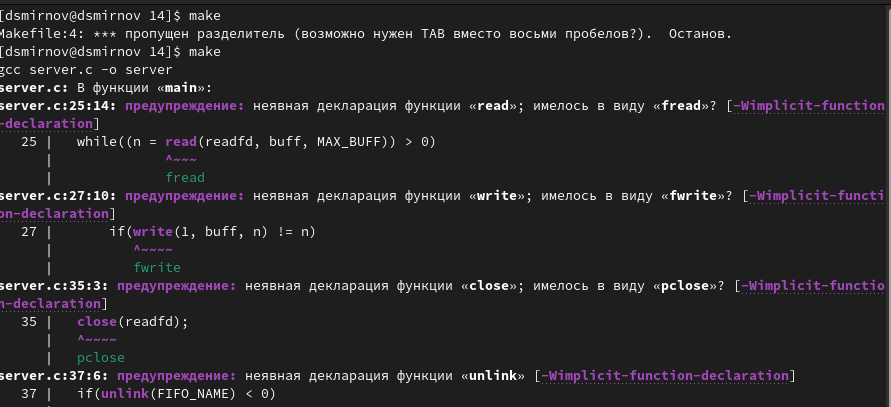 [dsmirnov@dsmirnov 14]$ make
Makefile:4: *** пропущен разделитель (возможно нужен TAB вместо восьми пробелов?).  Останов.
[dsmirnov@dsmirnov 14]$ make
gcc server.c -o server
server.c: В функции «main»:
server.c:25:14: предупреждение: неявная декларация функции «read»; имелось в виду «fread»? [-Wimplicit-function
-declaration]
   25 |   while((n = read(readfd, buff, MAX_BUFF)) > 0)
      |              ^~~~
      |              fread
server.c:27:10: предупреждение: неявная декларация функции «write»; имелось в виду «fwrite»? [-Wimplicit-functi
on-declaration]
   27 |       if(write(1, buff, n) != n)
      |          ^~~~~
      |          fwrite
server.c:35:3: предупреждение: неявная декларация функции «close»; имелось в виду «pclose»? [-Wimplicit-functio
n-declaration]
   35 |   close(readfd);
      |   ^~~~~
      |   pclose
server.c:37:6: предупреждение: неявная декларация функции «unlink» [-Wimplicit-function-declaration]
   37 |   if(unlink(FIFO_NAME) < 0)